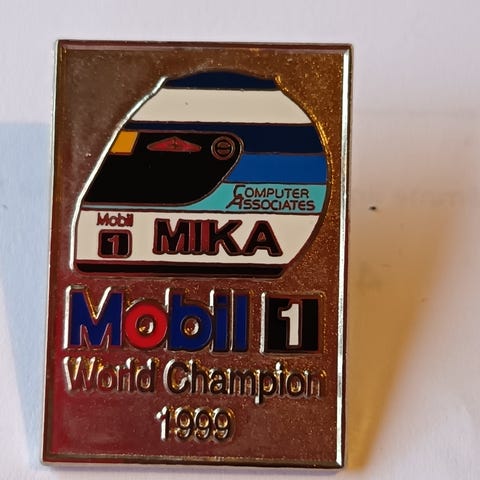 COMPUTER
ASSOCIATES
Mobil
1 MIKA
Mobil 1
World Champion
1999